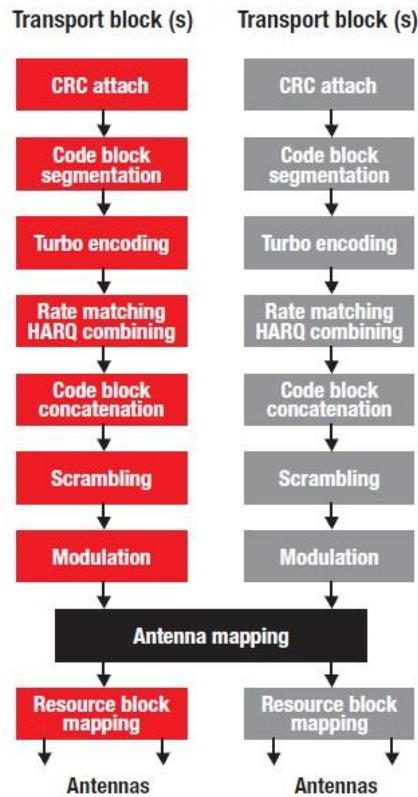 Transport block (s)
CRC attach
Code block
segmentation
Turbo encoding
Rate matching
HARQ combining
Code block
concatenation
Scrambling
Modulation
Transport block (s)
CRC attach
Code block
segmentation
Turbo encoding
Rate matching
HARQ combining
Code block
concatenation
Scrambling
Modulation
Antenna mapping
Resource block
mapping
Antennas
Resource block
mapping
Antennas